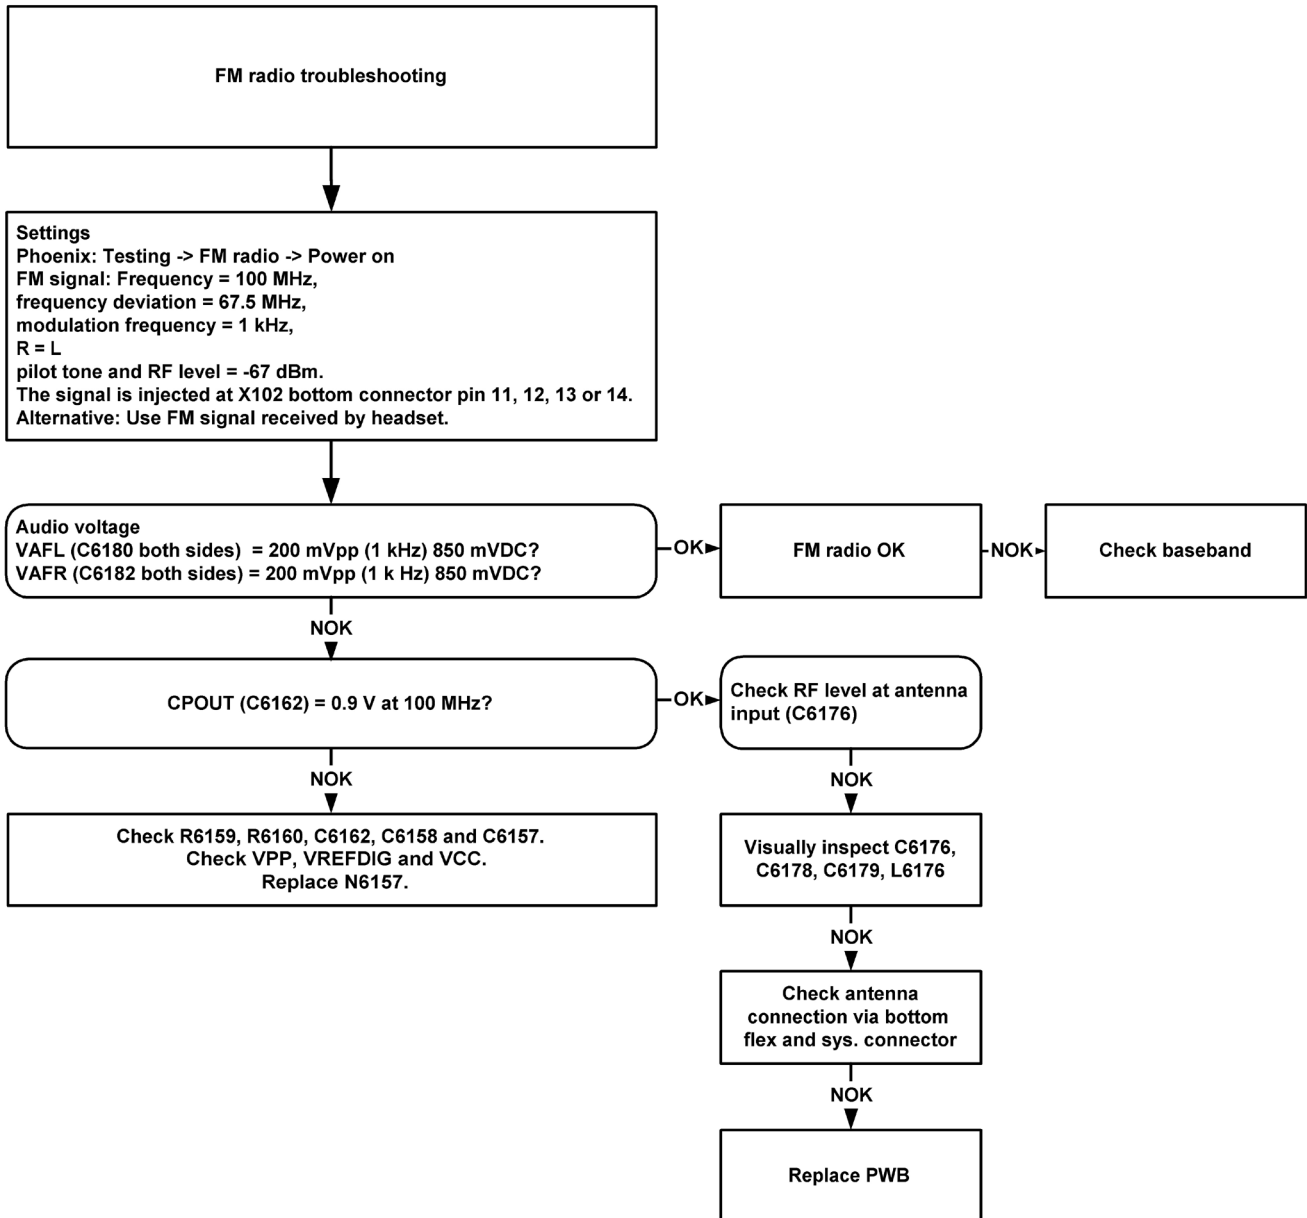 FM radio troubleshooting
Settings
Phoenix: Testing -> FM radio -> Power on
FM signal: Frequency = 100 MHz,
frequency deviation = 67.5 MHz,
modulation frequency = 1 kHz,
R = L
pilot tone and RF level = -67 dBm.
The signal is injected at X102 bottom connector pin 11, 12, 13 or 14.
Alternative: Use FM signal received by headset.
Audio voltage
VAFL (C6180 both sides) = 200 mVpp (1 kHz) 850 mVDC?
VAFR (C6182 both sides) = 200 mVpp (1 k Hz) 850 mVDC?
OK
FM radio OK
NOK
Check baseband
NOK
CPOUT (C6162) = 0.9 V at 100 MHz?
OK
Check RF level at antenna
input (C6176)
NOK
NOK
Check R6159, R6160, C6162, C6158 and C6157.
Check VPP, VREFDIG and VCC.
Replace N6157.
Visually inspect C6176,
C6178, C6179, L6176
NOK
Check antenna
connection via bottom
flex and sys. connector
NOK
Replace PWB